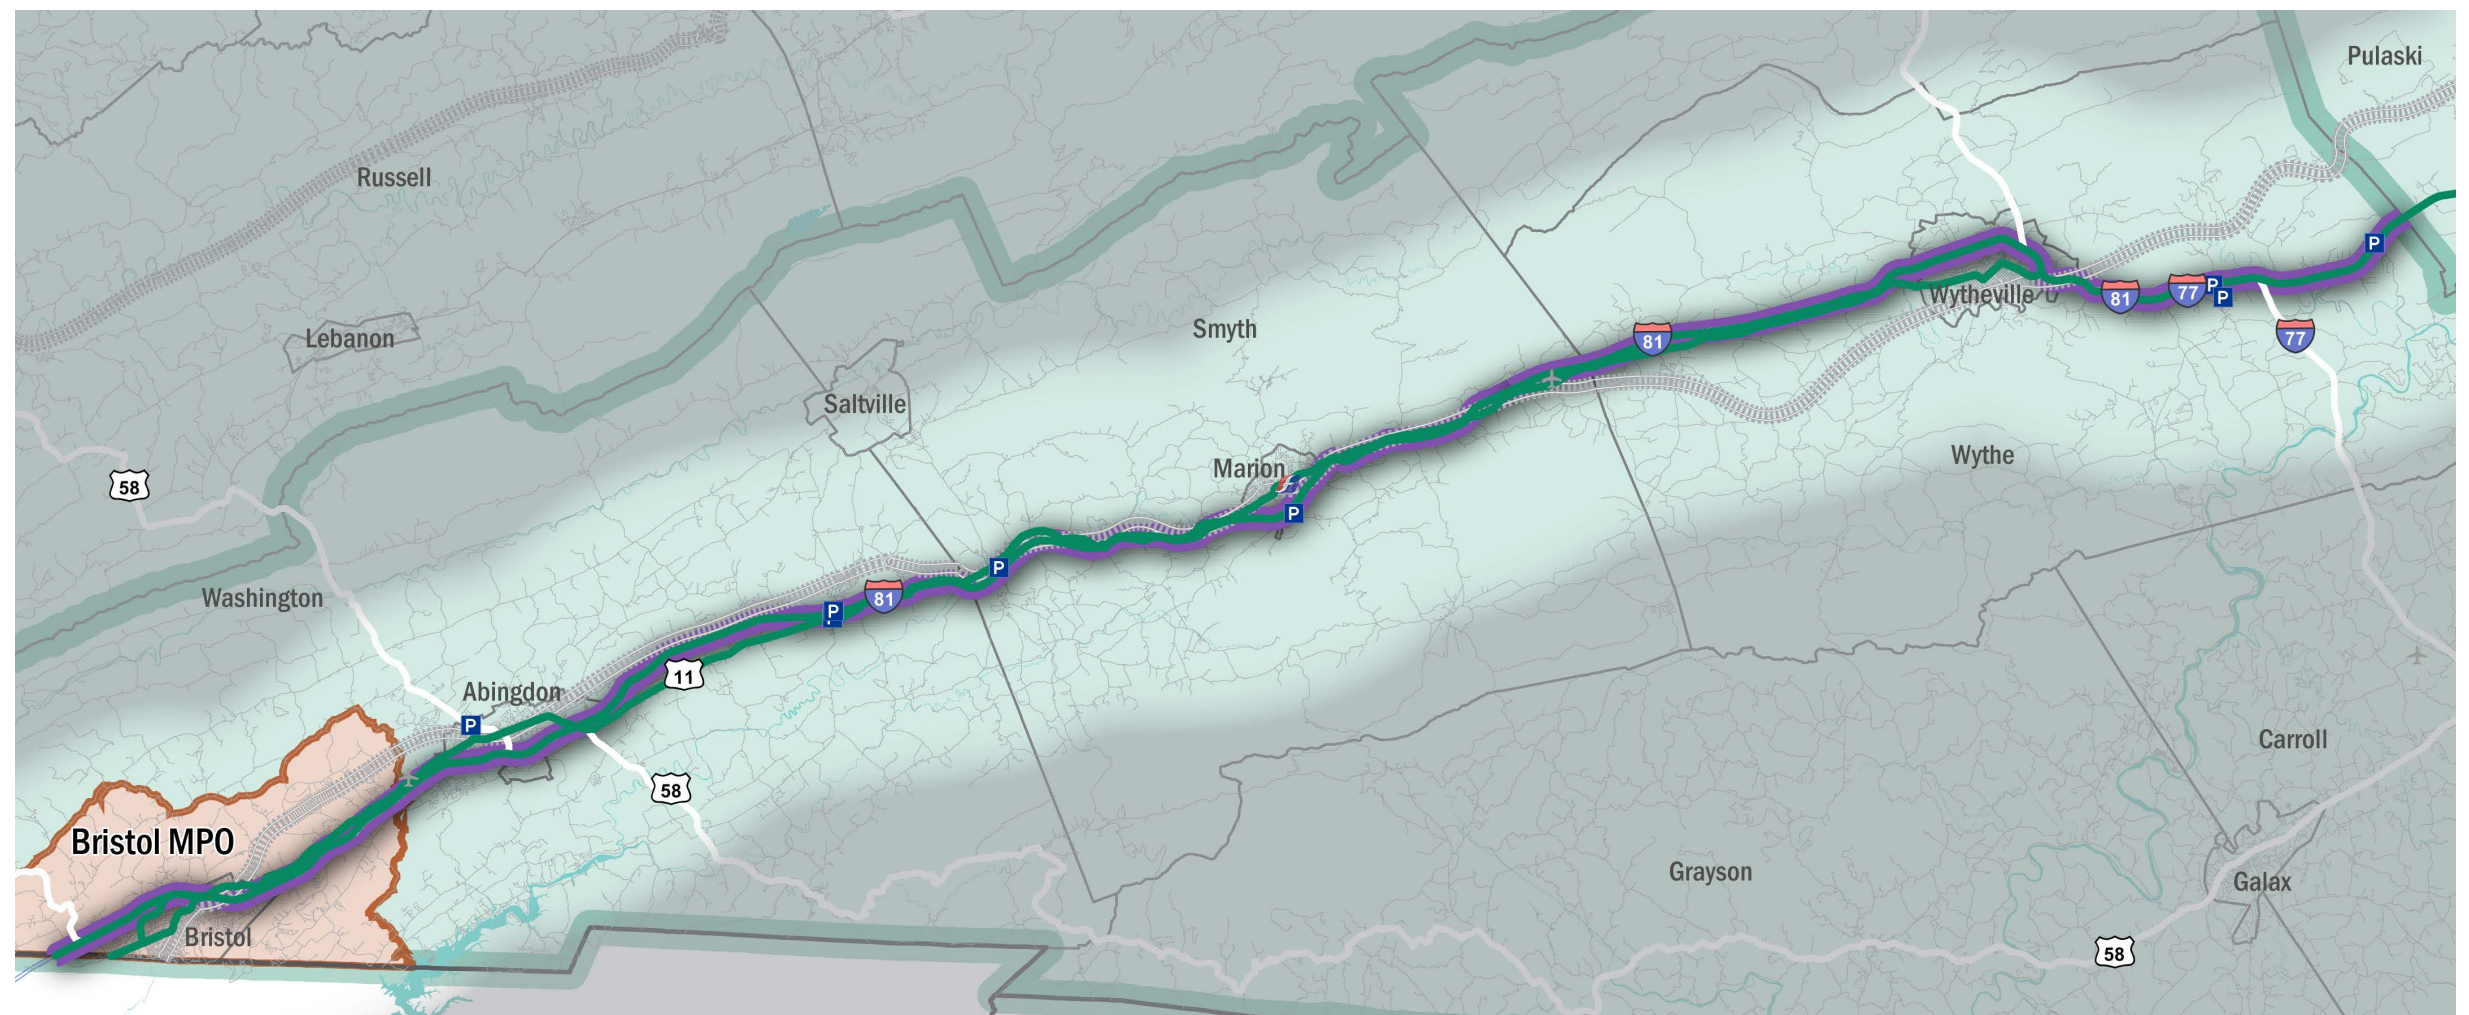 Pulaski
Russell
Lebanon
Smyth
Wytheville
81
77
P
P
P
77
81
Saltville
Marion
P
Wythe
58
Washington
81
P
P
Abingdon
11
P
58
Carroll
Bristol MPO
Grayson
Galax
Bristol
58